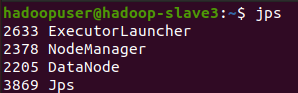 hadoopuser@hadoop-slave3:~$ jps
2633 ExecutorLauncher
2378 NodeManager
2205 DataNode
3869 Jps